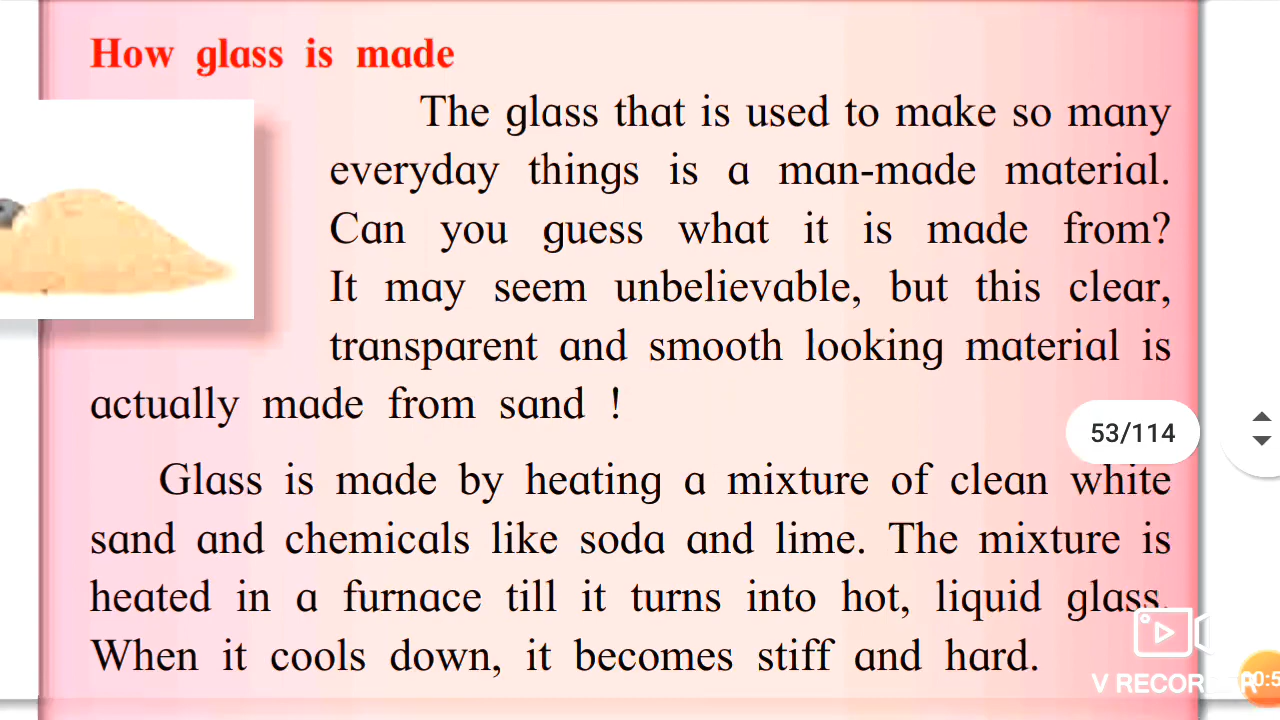 How glass is made
The glass that is used to make so many
everyday things is a man-made material.
Can you guess what it is made from?
It may seem unbelievable, but this clear,
transparent and smooth looking material is
actually made from sand !
53/114
Glass is made by heating a mixture of clean white
sand and chemicals like soda and lime. The mixture is
heated in a furnace till it turns into hot, liquid glass.
When it cools down, it becomes stiff and hard.
V RECORDER